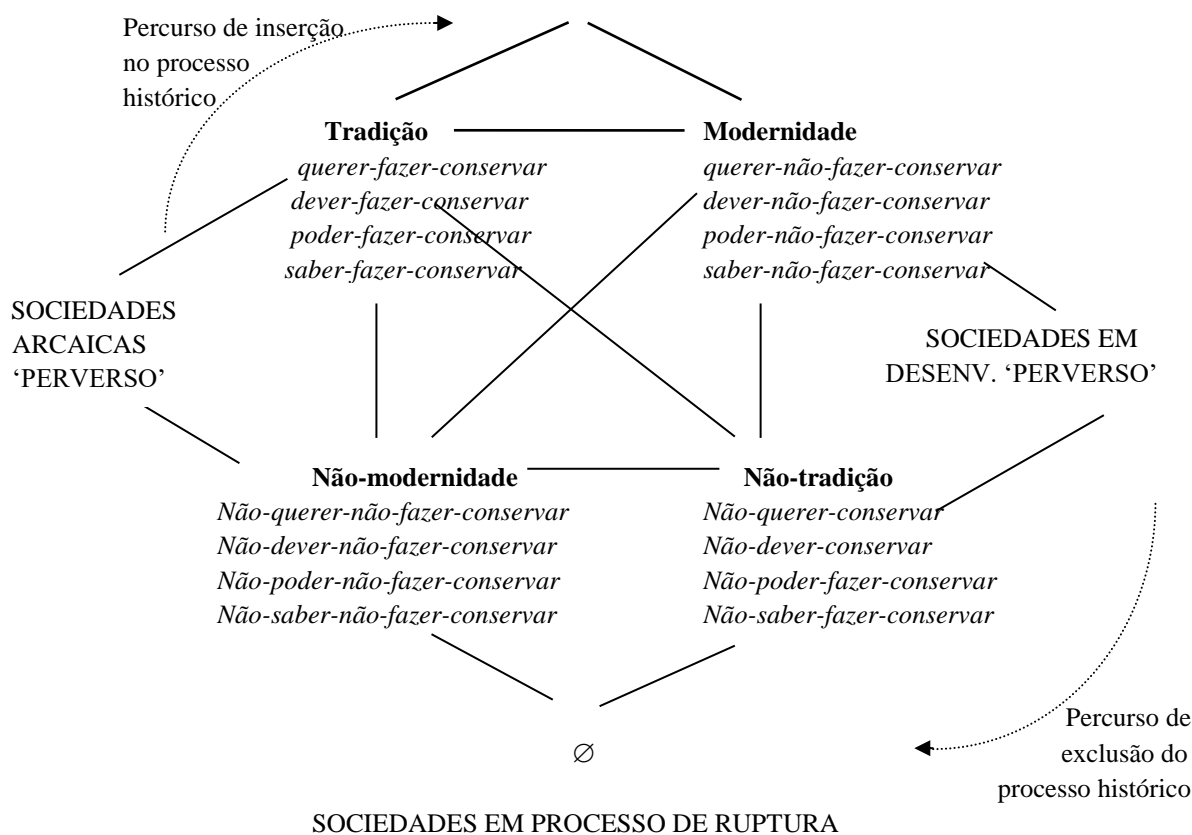 Percurso de inserção
no processo
histórico
Tradição
querer-fazer-conservar
dever-fazer-conservar
poder-fazer-conservar
saber-fazer-conservar
Modernidade
querer-não-fazer-conservar
dever-não-fazer-conservar
poder-não-fazer-conservar
saber-não-fazer-conservar
SOCIEDADES
ARCAICAS
‘PERVERSO’
SOCIEDADES EM
DESENV. ‘PERVERSO’
Não-modernidade
Não-querer-não-fazer-conservar
Não-dever-não-fazer-conservar
Não-poder-não-fazer-conservar
Não-saber-não-fazer-conservar
Não-tradição
Não-querer-conservar
Não-dever-conservar
Não-poder-fazer-conservar
Não-saber-fazer-conservar
Percurso de
exclusão do
processo histórico
∅
SOCIEDADES EM PROCESSO DE RUPTURA